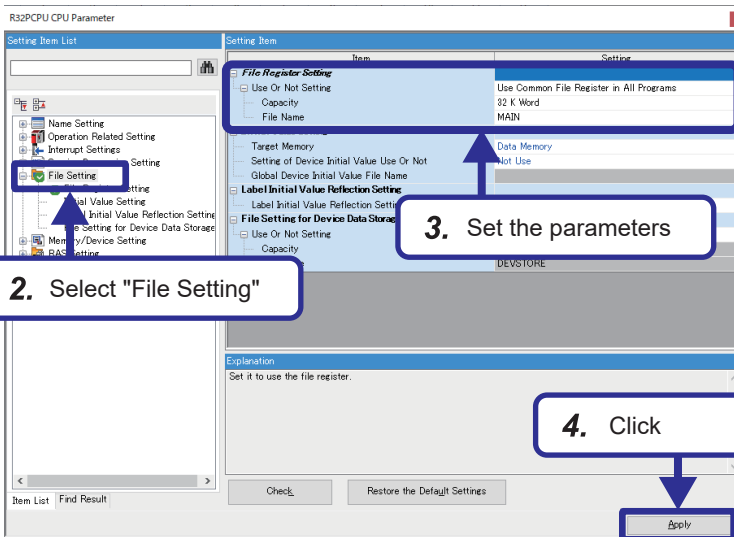 R32PCPU CPU Parameter
Setting Item List
Setting Item
Item Setting
File Register Setting
Use Or Not Setting Use Common File Register in All Programs
Capacity 32 K Word
File Name MAIN
Target Memory Data Memory
Setting of Device Initial Value Use Or Not Not Use
Global Device Initial Value File Name
Label Initial Value Reflection Setting
Label Initial Value Reflection
File Setting for Device Data Storage
Use Or Not Setting
Capacity
DEVSTORE
Name Setting
Operation Related Setting
Interrupt Settings
Setting
File Setting
Setting
Initial Value Setting
Initial Value Reflection Setting
File Setting for Device Data Storage
Memory/Device Setting
RAS Setting
3. Set the parameters
2. Select "File Setting"
Explanation
Set it to use the file register.
4. Click
Check
Restore the Default Settings
Item List
Find Result
Apply